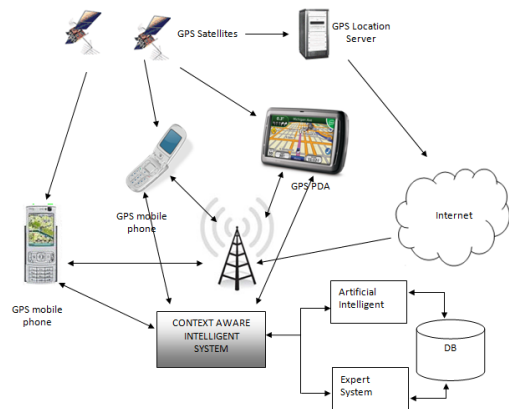 GPS Satellites
GPS Location
Server
GPS mobile
phone
GPS PDA
Internet
GPS mobile
phone
CONTEXT AWARE
INTELLIGENT
SYSTEM
Artificial
Intelligent
DB
Expert
System